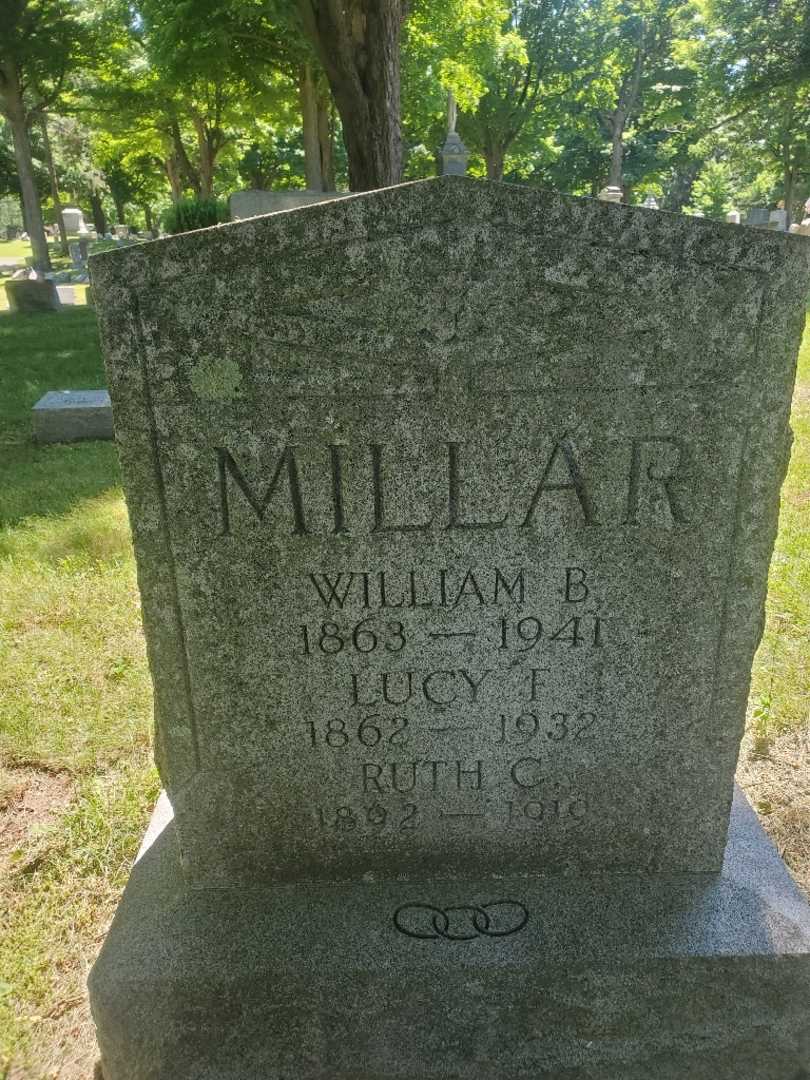 MILLAR
WILLIAM B
1863 — 1941
LUCY F
1862 — 1932
RUTH C.
1892 — 1919